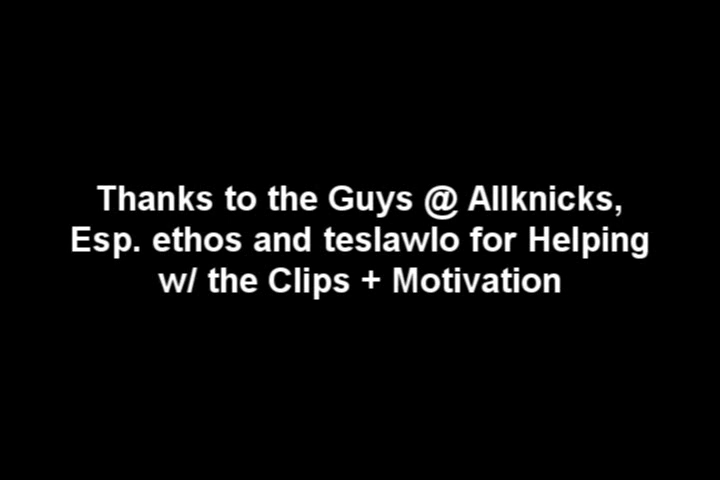 Thanks to the Guys @ Allknicks,
Esp. ethos and teslawlo for Helping
w/ the Clips + Motivation